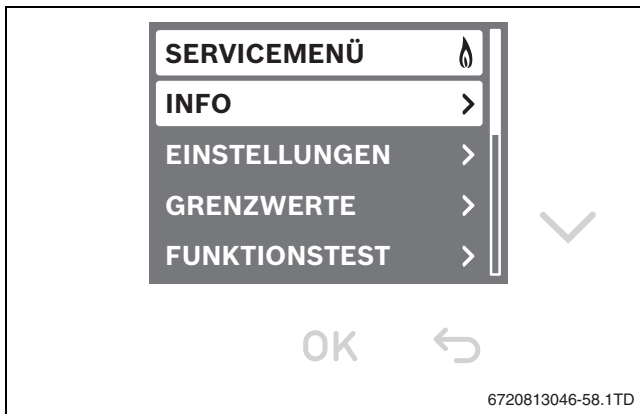 SERVICEMENÜ
INFO
EINSTELLUNGEN
GRENZWERTE
FUNKTIONSTEST
OK
6720813046-58.1TD